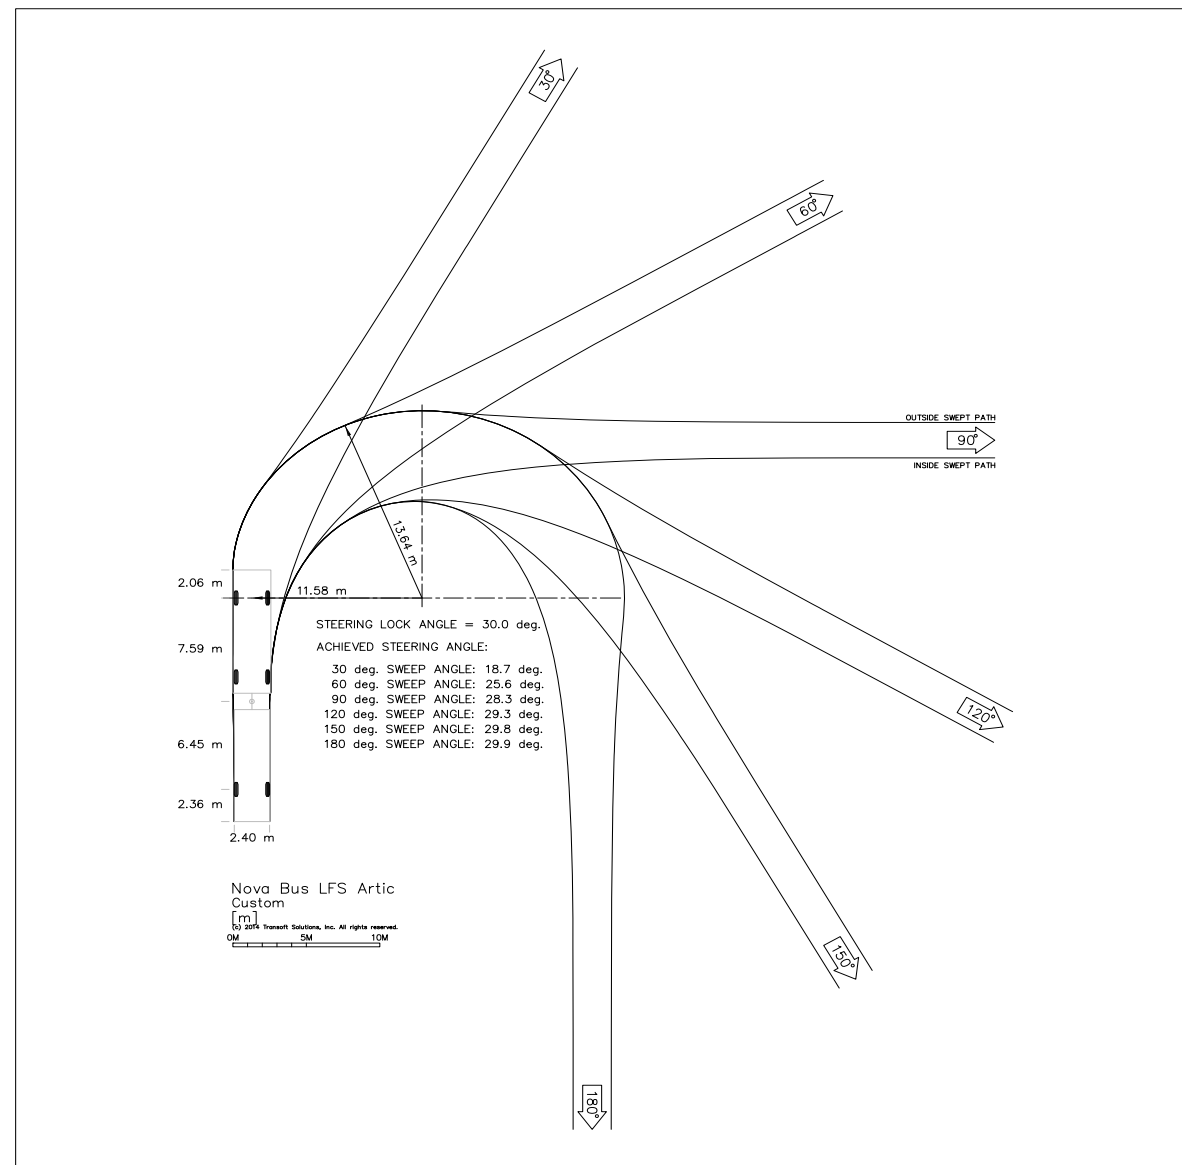 30°
60°
OUTSIDE SWEPT PATH
90°
INSIDE SWEPT PATH
13.64 m
2.06 m
11.58 m
STEERING LOCK ANGLE = 30.0 deg.
7.59 m
ACHIEVED STEERING ANGLE:
30 deg. SWEEP ANGLE: 18.7 deg.
60 deg. SWEEP ANGLE: 25.6 deg.
90 deg. SWEEP ANGLE: 28.3 deg.
120 deg. SWEEP ANGLE: 29.3 deg.
150 deg. SWEEP ANGLE: 29.8 deg.
180 deg. SWEEP ANGLE: 29.9 deg.
120°
6.45 m
2.36 m
2.40 m
Nova Bus LFS Artic
Custom
[m]
(c) 2014 Transoft Solutions, Inc. All rights reserved.
0M 5M 10M
150°
180°